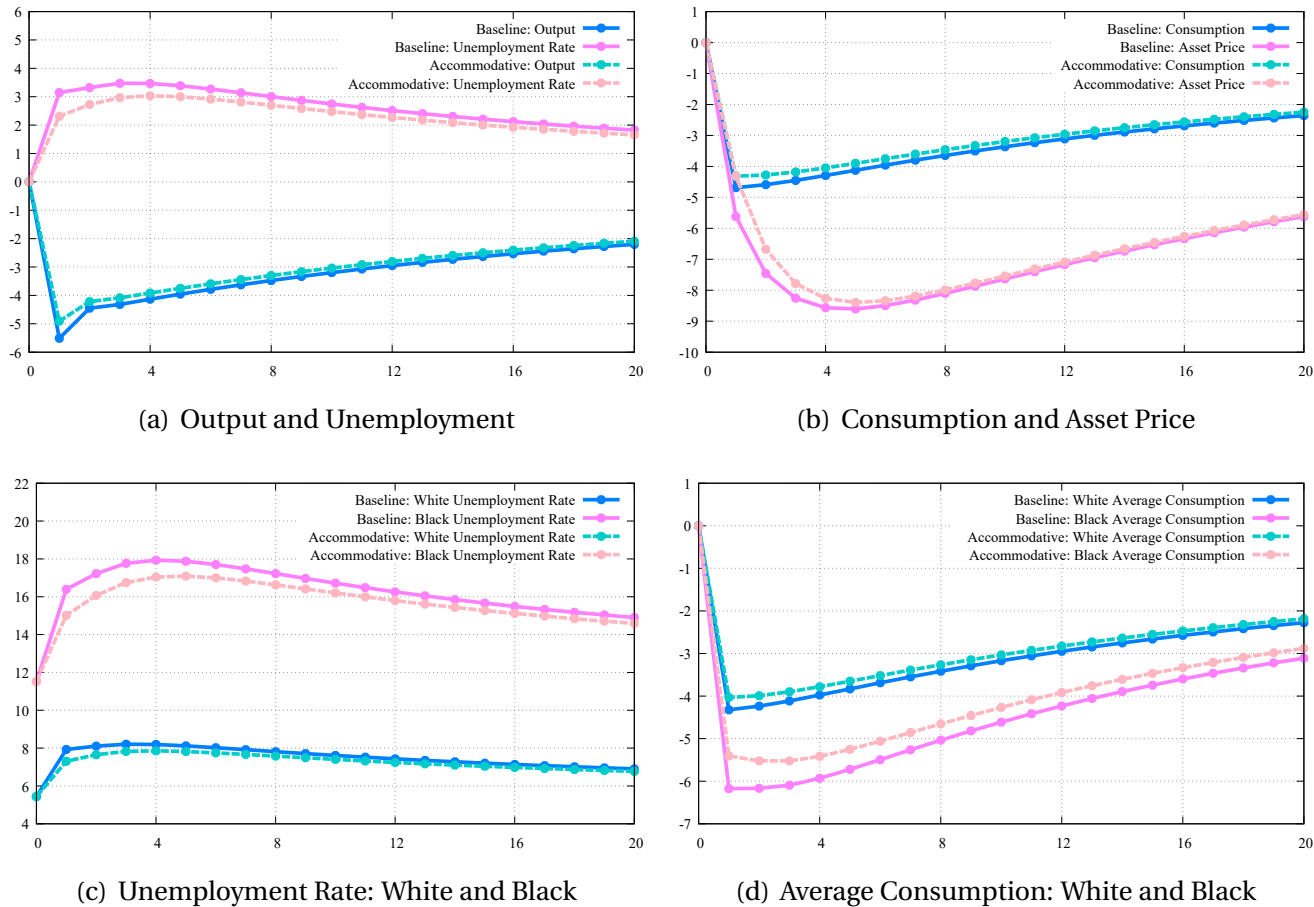 6
5
4
3
2
1
0
-1
-2
-3
-4
-5
-6
0 4 8 12 16 20
Baseline: Output
Baseline: Unemployment Rate
Accommodative: Output
Accommodative: Unemployment Rate
(a) Output and Unemployment
1
0
-1
-2
-3
-4
-5
-6
-7
-8
-9
-10
0 4 8 12 16 20
Baseline: Consumption
Baseline: Asset Price
Accommodative: Consumption
Accommodative: Asset Price
(b) Consumption and Asset Price
22
20
18
16
14
12
10
8
6
4
0 4 8 12 16 20
Baseline: White Unemployment Rate
Baseline: Black Unemployment Rate
Accommodative: White Unemployment Rate
Accommodative: Black Unemployment Rate
(c) Unemployment Rate: White and Black
1
0
-1
-2
-3
-4
-5
-6
-7
0 4 8 12 16 20
Baseline: White Average Consumption
Baseline: Black Average Consumption
Accommodative: White Average Consumption
Accommodative: Black Average Consumption
(d) Average Consumption: White and Black